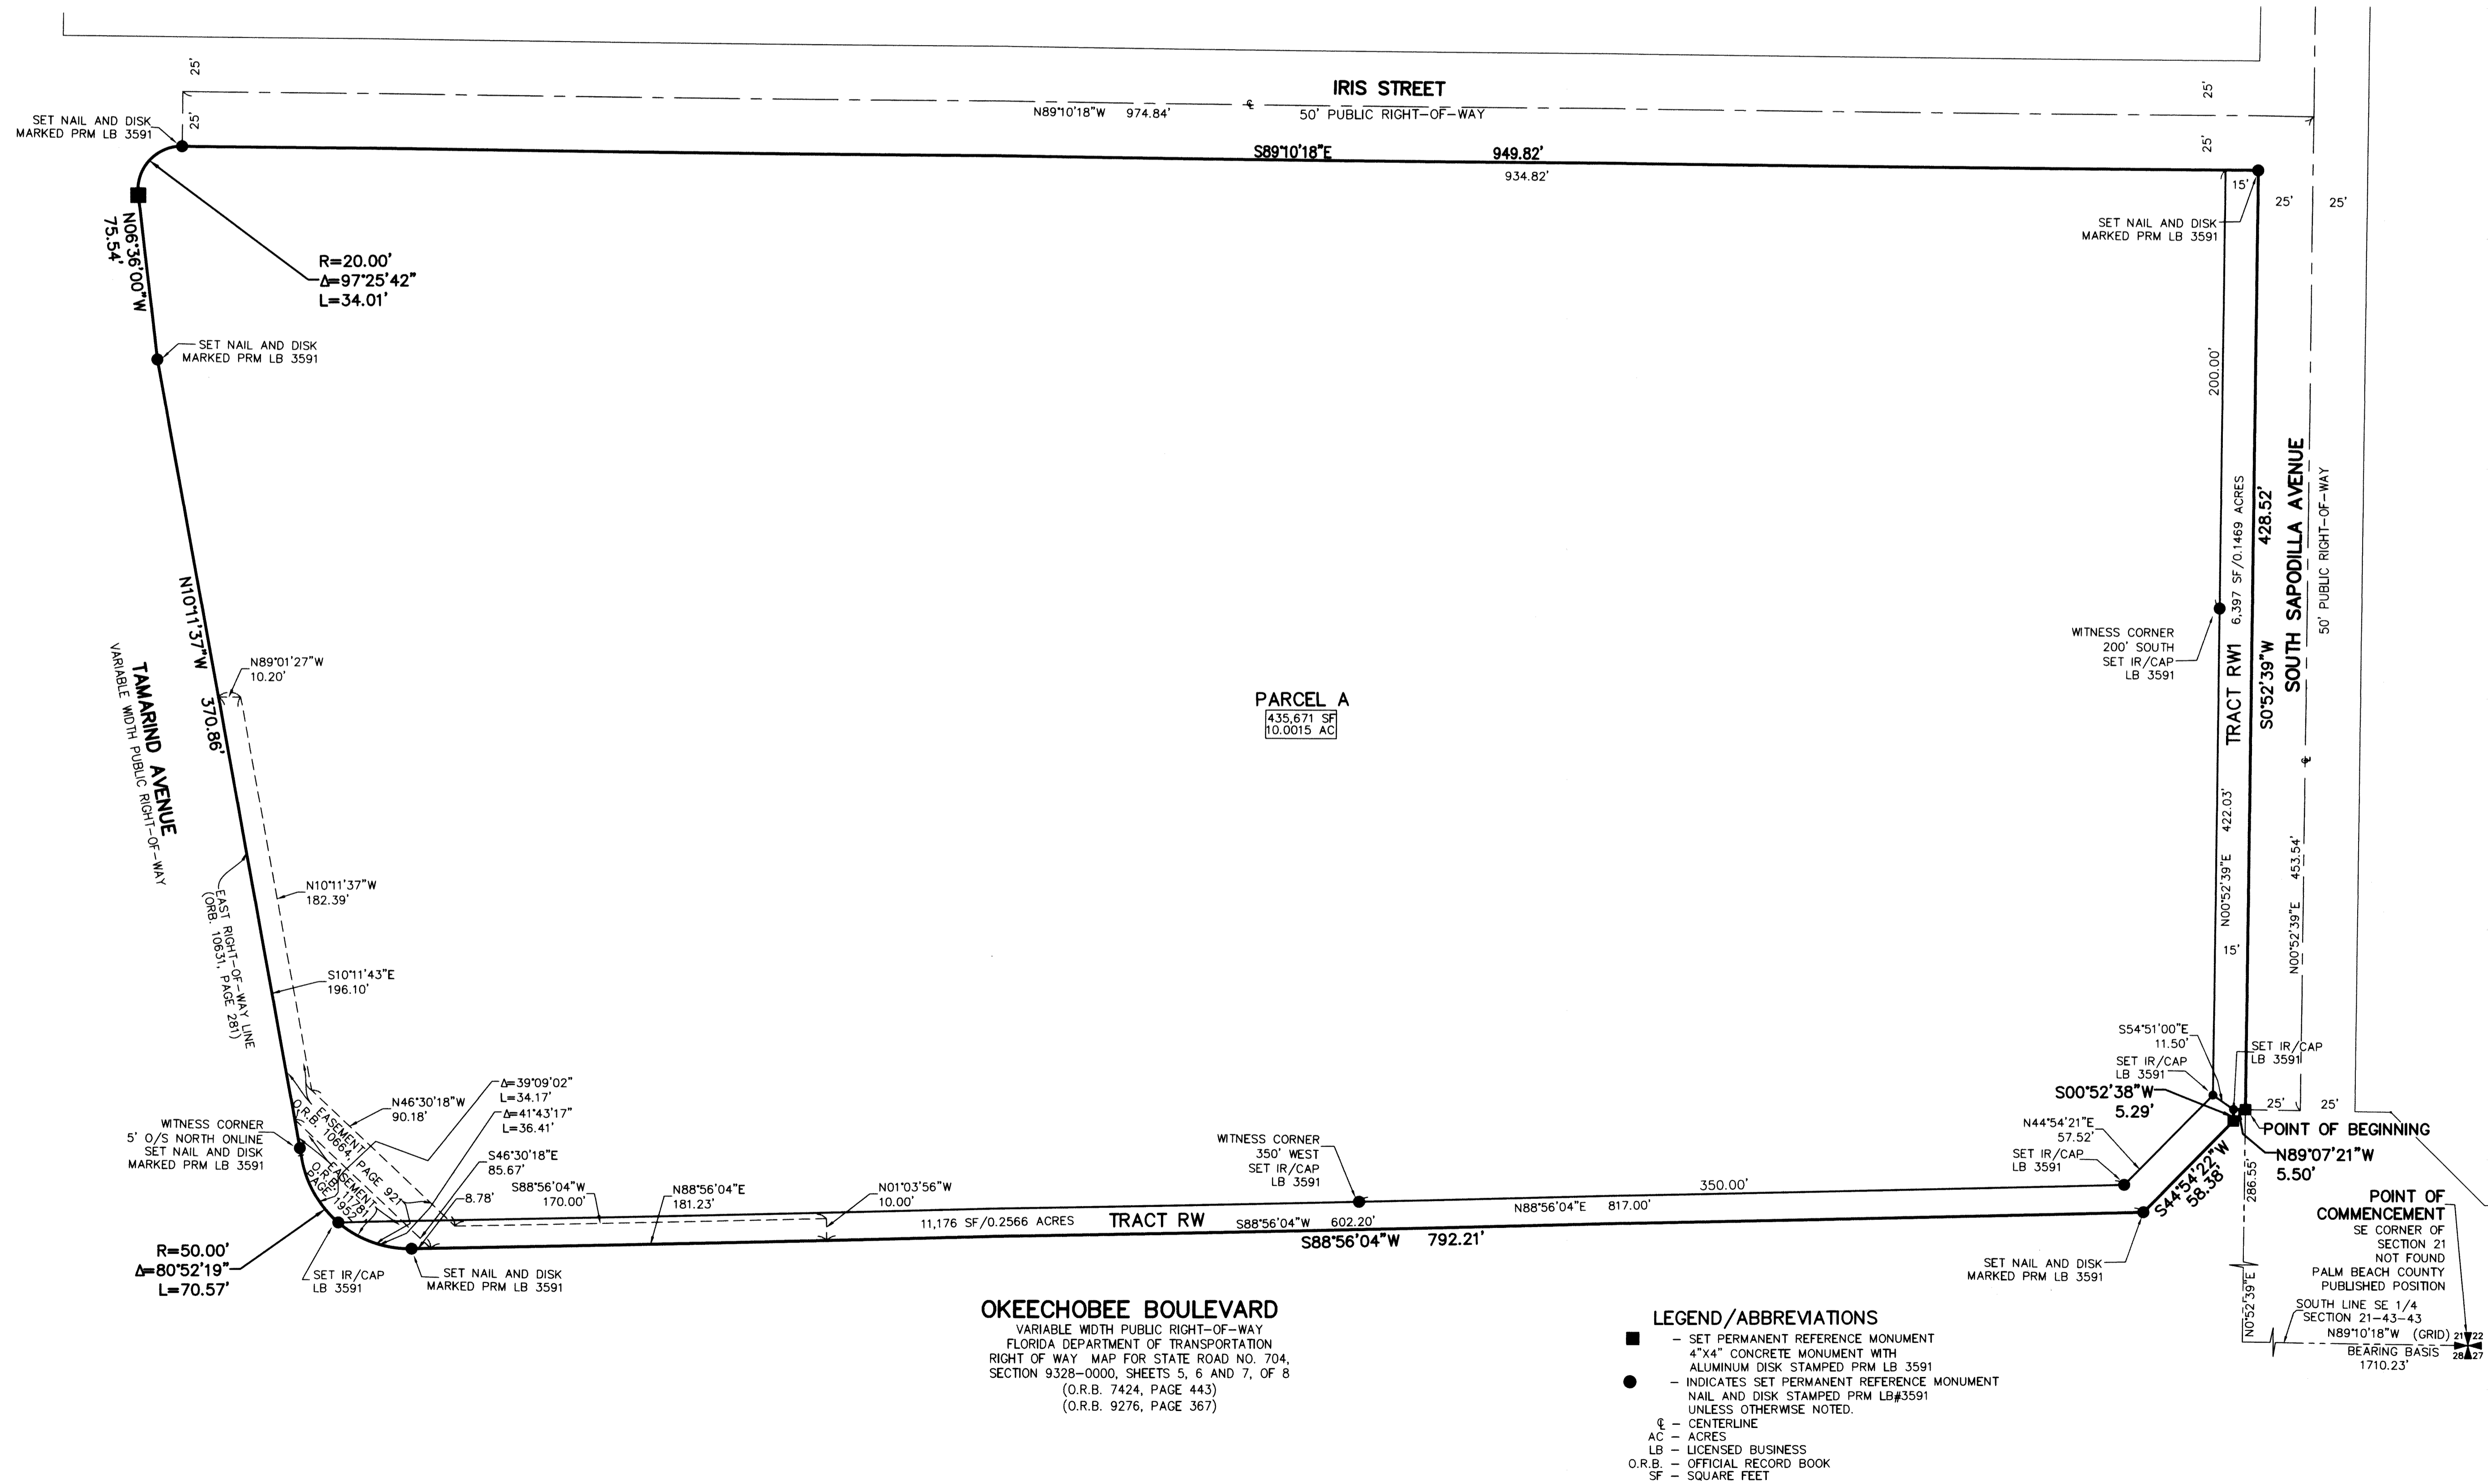 IRIS STREET
25'
25'
N89°10'18"W 974.84'
℄
50' PUBLIC RIGHT-OF-WAY
25'
25'
SET NAIL AND DISK
MARKED PRM LB 3591
S89°10'18"E 949.82'
934.82'
15'
25' 25'
SET NAIL AND DISK
MARKED PRM LB 3591
N06°36'00"W
75.54'
R=20.00'
Δ=97°25'42"
L=34.01'
SET NAIL AND DISK
MARKED PRM LB 3591
200.00'
TRACT RW1 6,397 SF/0.1469 ACRES
S0°52'39"W 428.52'
SOUTH SAPODILLA AVENUE
50' PUBLIC RIGHT-OF-WAY
WITNESS CORNER
200' SOUTH
SET IR/CAP
LB 3591
N10°11'37"W 370.86'
N89°01'27"W
10.20'
TAMARIND AVENUE
VARIABLE WIDTH PUBLIC RIGHT-OF-WAY
PARCEL A
435,671 SF
10.0015 AC
℄
N00°52'39"E 422.03'
15'
N00°52'39"E 453.54'
N10°11'37"W
182.39'
EAST RIGHT-OF-WAY LINE
(ORB. 10631, PAGE 281)
S10°11'43"E
196.10'
S54°51'00"E
11.50'
SET IR/CAP
LB 3591
SET IR/CAP
LB 3591
S00°52'38"W
5.29'
25' 25'
POINT OF BEGINNING
N89°07'21"W
5.50'
N44°54'21"E
57.52'
SET IR/CAP
LB 3591
S44°54'22"W
58.38'
286.55'
N0°52'39"E
Δ=39°09'02"
L=34.17'
Δ=41°43'17"
L=36.41'
N46°30'18"W
90.18'
EASEMENT
O.R.B. 10664, PAGE 921
EASEMENT
O.R.B. 11781
PAGE 1952
WITNESS CORNER
5' O/S NORTH ONLINE
SET NAIL AND DISK
MARKED PRM LB 3591
S46°30'18"E
85.67'
8.78'
S88°56'04"W
170.00'
N88°56'04"E
181.23'
N01°03'56"W
10.00'
WITNESS CORNER
350' WEST
SET IR/CAP
LB 3591
350.00'
11,176 SF/0.2566 ACRES TRACT RW
S88°56'04"W 602.20'
N88°56'04"E 817.00'
S88°56'04"W 792.21'
R=50.00'
Δ=80°52'19"
L=70.57'
SET IR/CAP
LB 3591
SET NAIL AND DISK
MARKED PRM LB 3591
SET NAIL AND DISK
MARKED PRM LB 3591
POINT OF
COMMENCEMENT
SE CORNER OF
SECTION 21
NOT FOUND
PALM BEACH COUNTY
PUBLISHED POSITION
SOUTH LINE SE 1/4
SECTION 21-43-43
N89°10'18"W (GRID)
BEARING BASIS
1710.23'
21 22
28 27
OKEECHOBEE BOULEVARD
VARIABLE WIDTH PUBLIC RIGHT-OF-WAY
FLORIDA DEPARTMENT OF TRANSPORTATION
RIGHT OF WAY MAP FOR STATE ROAD NO. 704,
SECTION 9328-0000, SHEETS 5, 6 AND 7, OF 8
(O.R.B. 7424, PAGE 443)
(O.R.B. 9276, PAGE 367)
LEGEND/ABBREVIATIONS
- SET PERMANENT REFERENCE MONUMENT
4"X4" CONCRETE MONUMENT WITH
ALUMINUM DISK STAMPED PRM LB 3591
- INDICATES SET PERMANENT REFERENCE MONUMENT
NAIL AND DISK STAMPED PRM LB#3591
UNLESS OTHERWISE NOTED.
℄ - CENTERLINE
AC - ACRES
LB - LICENSED BUSINESS
O.R.B. - OFFICIAL RECORD BOOK
SF - SQUARE FEET